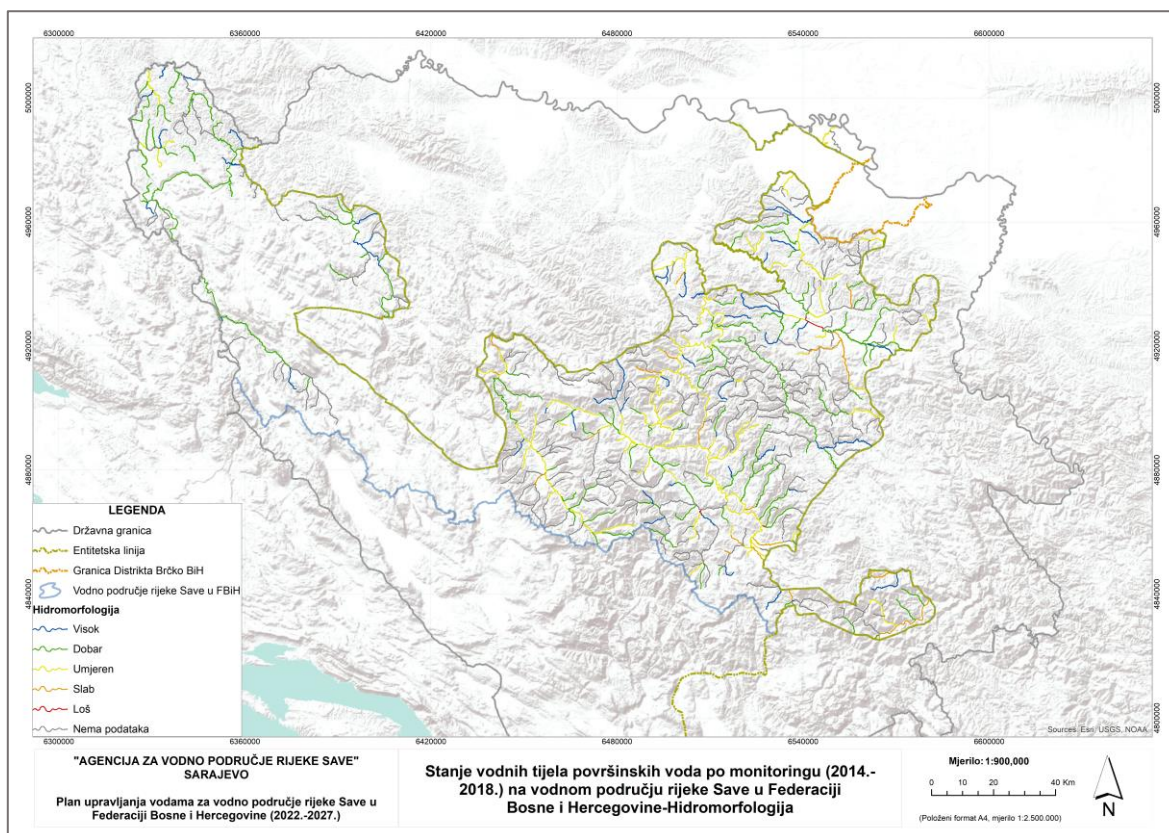 6300000
6360000
6420000
6480000
6540000
6600000
5000000
5000000
4960000
4960000
4920000
4920000
4880000
4880000
4840000
4840000
4800000
LEGENDA
Državna granica
Entitetska linija
Granica Distrikta Brčko BiH
Vodno područje rijeke Save u FBiH
Hidromorfologija
Visok
Dobar
Umjeren
Slab
Loš
Nema podataka
Sources: Esri, USGS, NOAA
6300000
6360000
6420000
6480000
6540000
6600000
"AGENCIJA ZA VODNO PODRUČJE RIJEKE SAVE"
SARAJEVO
Plan upravljanja vodama za vodno područje rijeke Save u
Federaciji Bosne i Hercegovine (2022.-2027.)
Stanje vodnih tijela površinskih voda po monitoringu (2014.-
2018.) na vodnom području rijeke Save u Federaciji
Bosne i Hercegovine-Hidromorfologija
Mjerilo: 1:900,000
0 10 20 40 Km
(Položeni format A4, mjerilo 1:2.500.000)
N